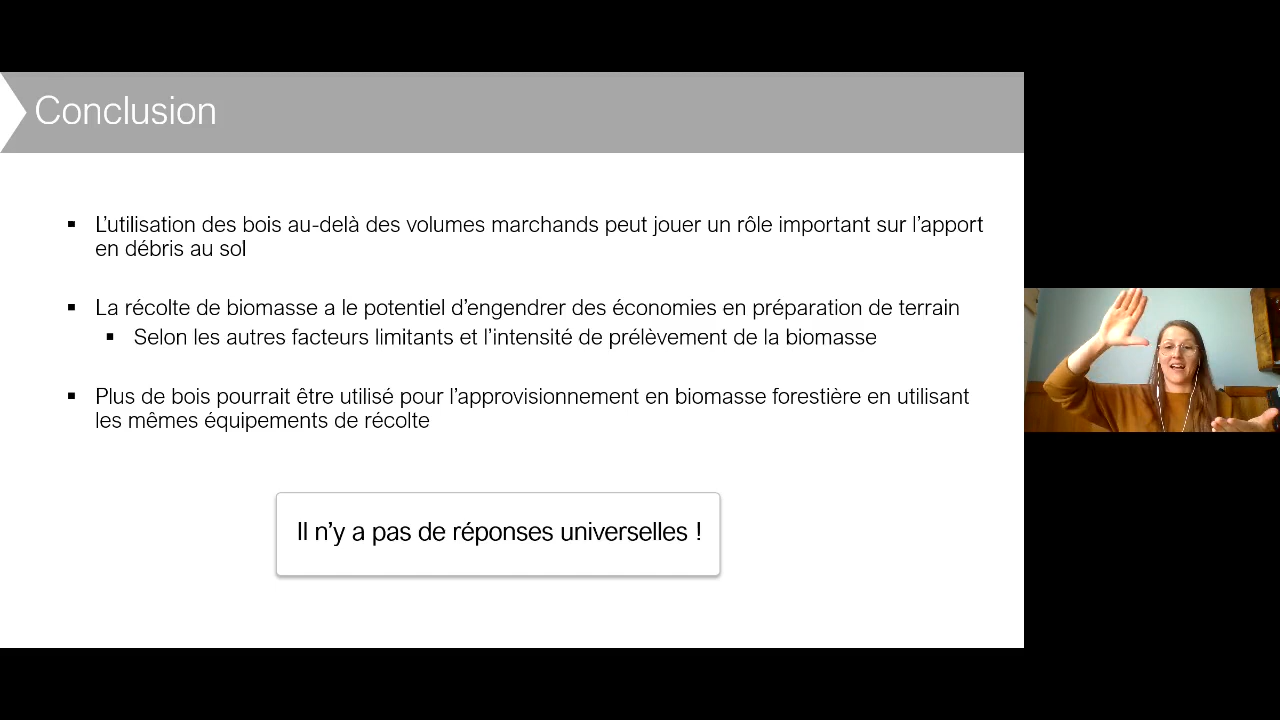 Conclusion
L'utilisation des bois au-delà des volumes marchands peut jouer un rôle important sur l'apport
en débris au sol
La récolte de biomasse a le potentiel d'engendrer des économies en préparation de terrain
Selon les autres facteurs limitants et l'intensité de prélèvement de la biomasse
Plus de bois pourrait être utilisé pour l'approvisionnement en biomasse forestière en utilisant
les mêmes équipements de récolte
Il n'y a pas de réponses universelles !